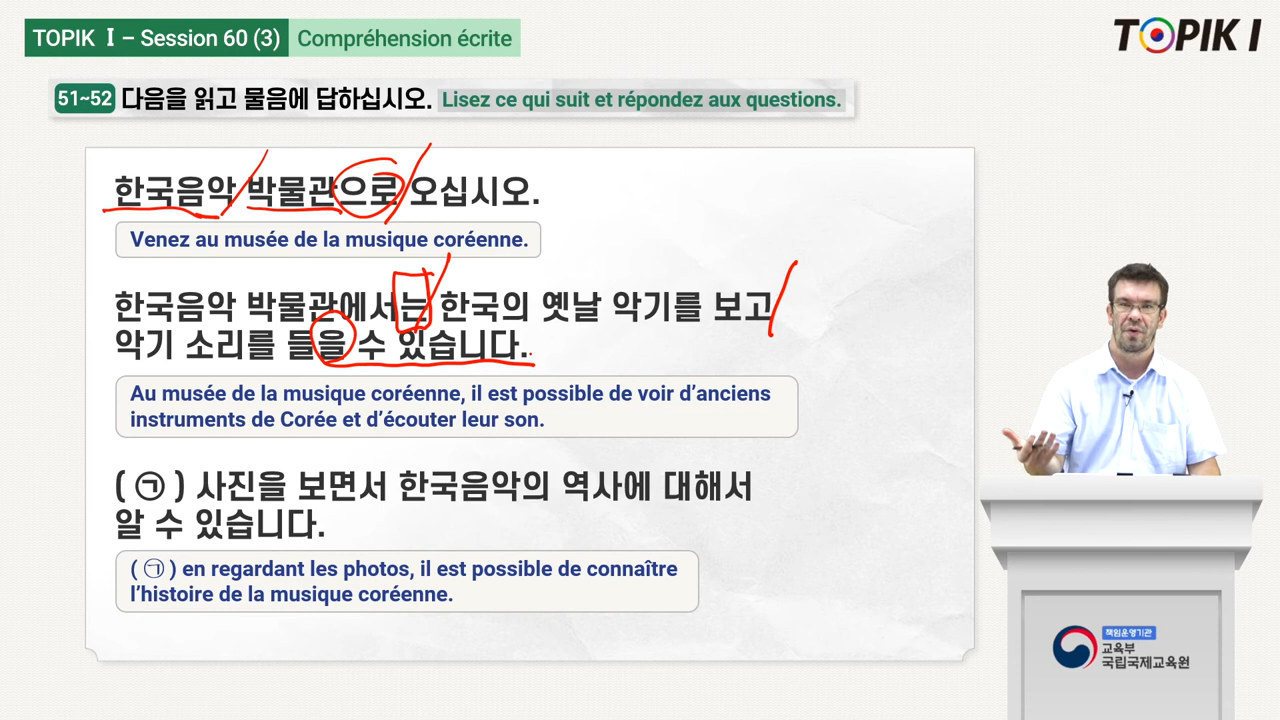 TOPIK I – Session 60 (3) Compréhension écrite
TOPIK I
51~52 다음을 읽고 물음에 답하십시오. Lisez ce qui suit et répondez aux questions.
한국음악 박물관으로 오십시오.
Venez au musée de la musique coréenne.
한국음악 박물관에서는 한국의 옛날 악기를 보고
악기 소리를 들을 수 있습니다.
Au musée de la musique coréenne, il est possible de voir d’anciens
instruments de Corée et d’écouter leur son.
( ㉠ ) 사진을 보면서 한국음악의 역사에 대해서
알 수 있습니다.
( ㉠ ) en regardant les photos, il est possible de connaître
l’histoire de la musique coréenne.
책임운영기관
교육부
국립국제교육원